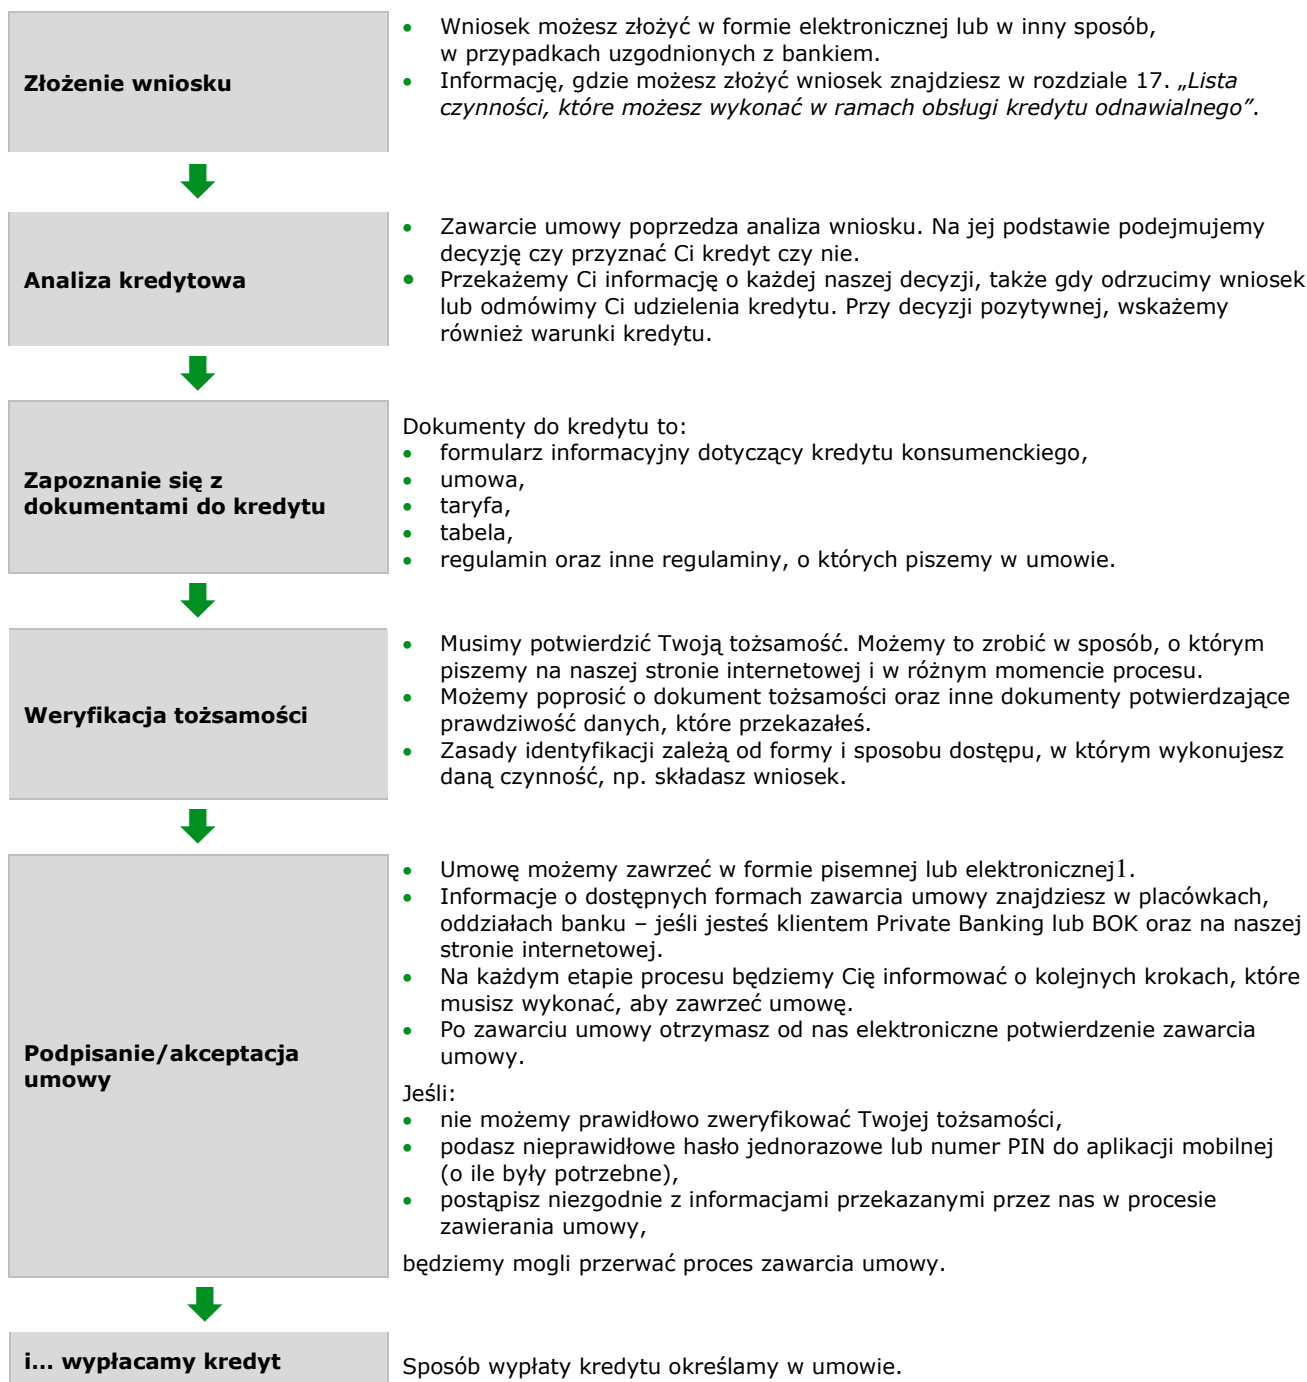 Złożenie wniosku
• Wniosek możesz złożyć w formie elektronicznej lub w inny sposób,
w przypadkach uzgodnionych z bankiem.
• Informację, gdzie możesz złożyć wniosek znajdziesz w rozdziale 17. „Lista
czynności, które możesz wykonać w ramach obsługi kredytu odnawialnego”.
Analiza kredytowa
• Zawarcie umowy poprzedza analiza wniosku. Na jej podstawie podejmujemy
decyzję czy przyznać Ci kredyt czy nie.
• Przekażemy Ci informację o każdej naszej decyzji, także gdy odrzucimy wniosek
lub odmówimy Ci udzielenia kredytu. Przy decyzji pozytywnej, wskażemy
również warunki kredytu.
Zapoznanie się z
dokumentami do kredytu
Dokumenty do kredytu to:
• formularz informacyjny dotyczący kredytu konsumenckiego,
• umowa,
• taryfa,
• tabela,
• regulamin oraz inne regulaminy, o których piszemy w umowie.
Weryfikacja tożsamości
• Musimy potwierdzić Twoją tożsamość. Możemy to zrobić w sposób, o którym
piszemy na naszej stronie internetowej i w różnym momencie procesu.
• Możemy poprosić o dokument tożsamości oraz inne dokumenty potwierdzające
prawdziwość danych, które przekazałeś.
• Zasady identyfikacji zależą od formy i sposobu dostępu, w którym wykonujesz
daną czynność, np. składasz wniosek.
Podpisanie/akceptacja
umowy
• Umowę możemy zawrzeć w formie pisemnej lub elektronicznej1.
• Informacje o dostępnych formach zawarcia umowy znajdziesz w placówkach,
oddziałach banku – jeśli jesteś klientem Private Banking lub BOK oraz na naszej
stronie internetowej.
• Na każdym etapie procesu będziemy Cię informować o kolejnych krokach, które
musisz wykonać, aby zawrzeć umowę.
• Po zawarciu umowy otrzymasz od nas elektroniczne potwierdzenie zawarcia
umowy.
Jeśli:
• nie możemy prawidłowo zweryfikować Twojej tożsamości,
• podasz nieprawidłowe hasło jednorazowe lub numer PIN do aplikacji mobilnej
(o ile były potrzebne),
• postąpisz niezgodnie z informacjami przekazanymi przez nas w procesie
zawierania umowy,
będziemy mogli przerwać proces zawarcia umowy.
i... wypłacamy kredyt
Sposób wypłaty kredytu określamy w umowie.